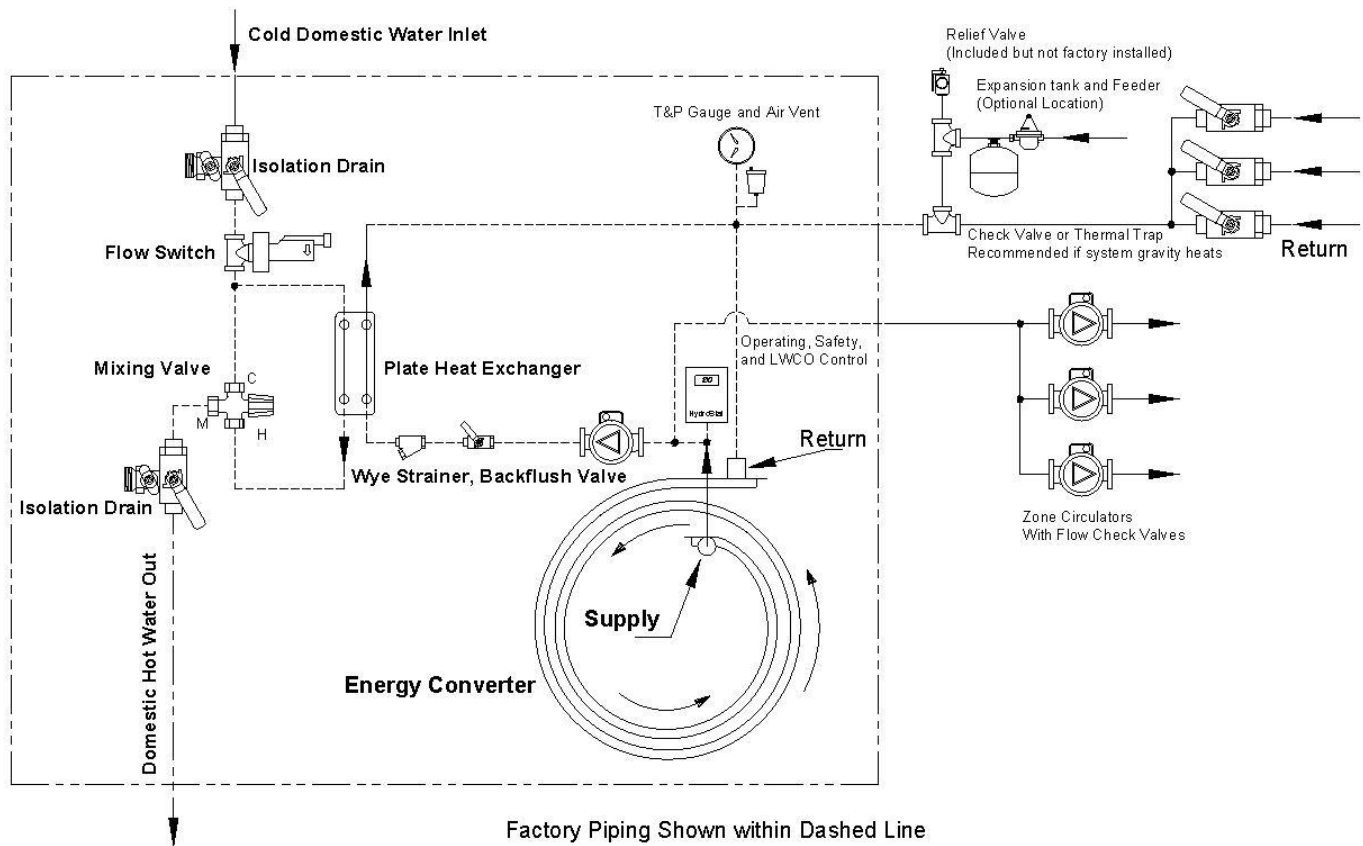 Cold Domestic Water Inlet
Relief Valve
(Included but not factory installed)
Expansion tank and Feeder
(Optional Location)
T&P Gauge and Air Vent
Isolation Drain
Flow Switch
Check Valve or Thermal Trap
Recommended if system gravity heats
Return
Operating, Safety,
and LWCO Control
Mixing Valve
C
M
H
Plate Heat Exchanger
HydroStat
Return
Wye Strainer, Backflush Valve
Isolation Drain
Zone Circulators
With Flow Check Valves
Supply
Energy Converter
Domestic Hot Water Out
Factory Piping Shown within Dashed Line